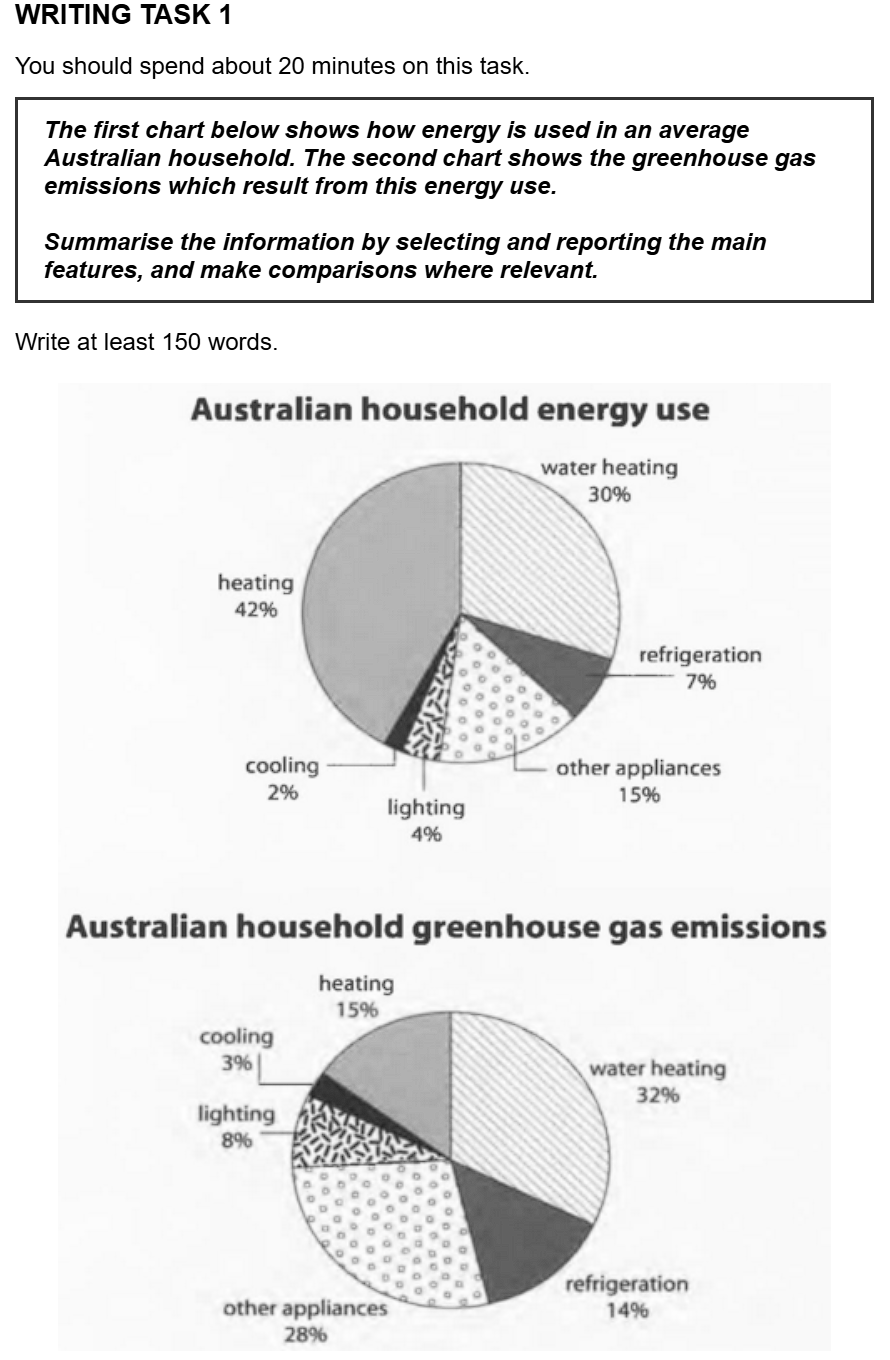 WRITING TASK 1
You should spend about 20 minutes on this task.
The first chart below shows how energy is used in an average
Australian household. The second chart shows the greenhouse gas
emissions which result from this energy use.
Summarise the information by selecting and reporting the main
features, and make comparisons where relevant.
Write at least 150 words.
Australian household energy use
water heating
30%
heating
42%
refrigeration
7%
cooling
2%
other appliances
15%
lighting
4%
Australian household greenhouse gas emissions
heating
15%
cooling
3%
water heating
32%
lighting
8%
refrigeration
14%
other appliances
28%